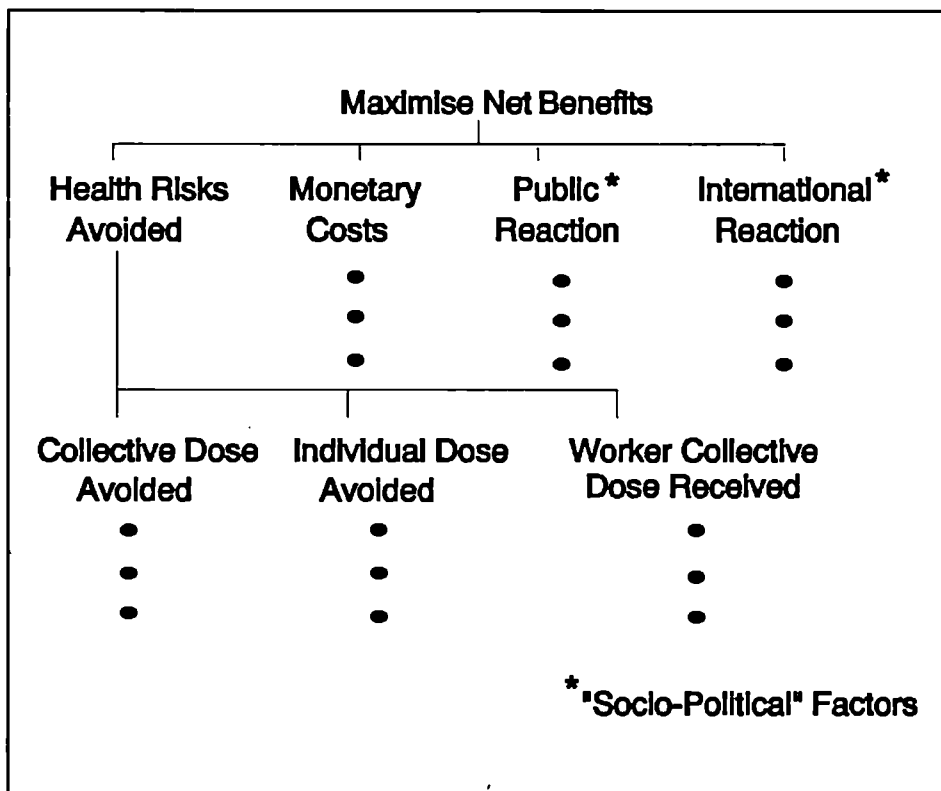 Maximise Net Benefits
Health Risks
Avoided
Monetary
Costs
Public *
Reaction
International *
Reaction
Collective Dose
Avoided
Individual Dose
Avoided
Worker Collective
Dose Received
* "Socio-Political" Factors